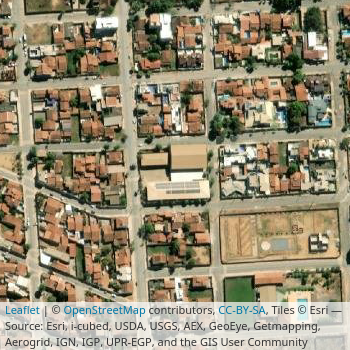 Leaflet | © OpenStreetMap contributors, CC-BY-SA, Tiles © Esri —
Source: Esri, i-cubed, USDA, USGS, AEX, GeoEye, Getmapping,
Aerogrid, IGN, IGP, UPR-EGP, and the GIS User Community